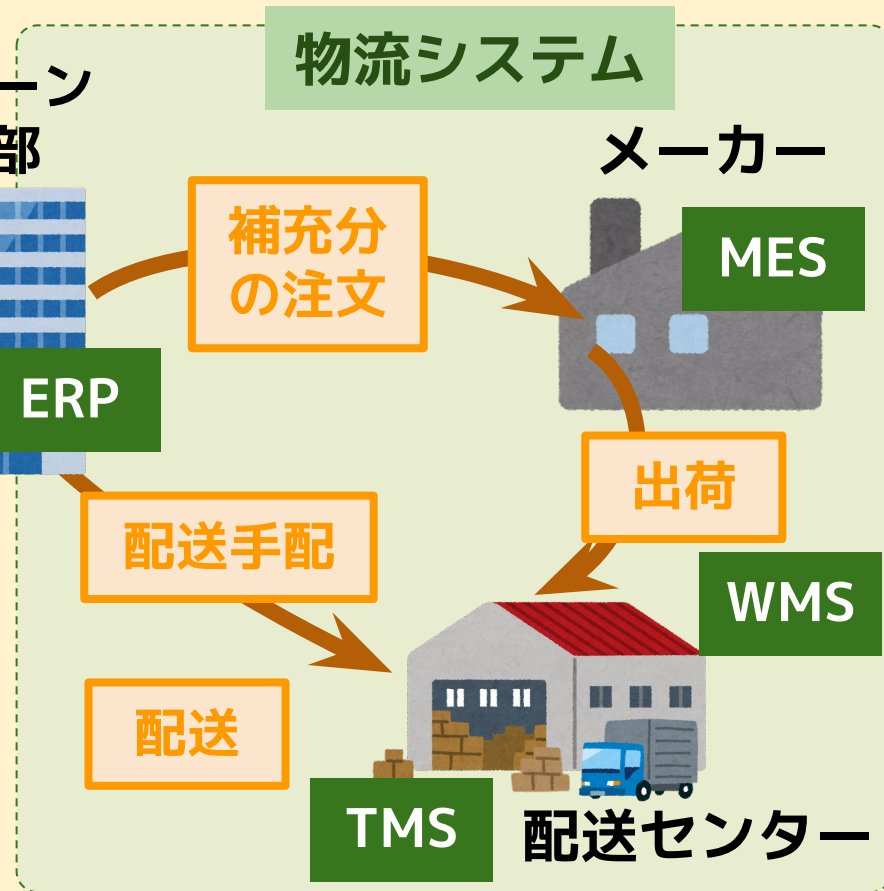 物流システム
ーン
部
メーカー
補充分
の注文
MES
ERP
出荷
配送手配
WMS
配送
TMS
配送センター